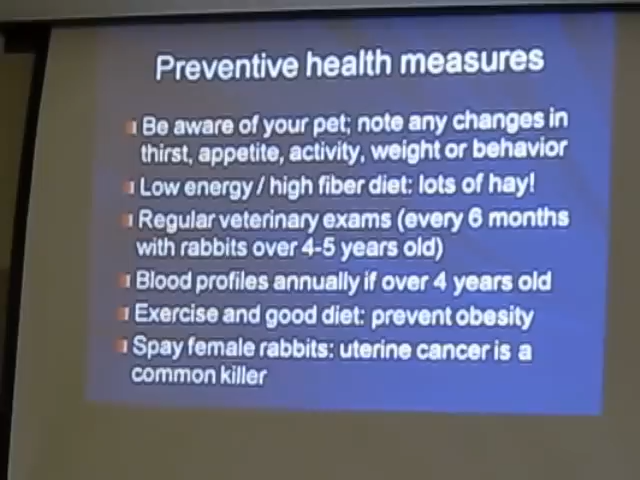 Preventive health measures
Be aware of your pet; note any changes in
thirst, appetite, activity, weight or behavior
Low energy / high fiber diet: lots of hay!
Regular veterinary exams (every 6 months
with rabbits over 4-5 years old)
Blood profiles annually if over 4 years old
Exercise and good diet: prevent obesity
Spay female rabbits: uterine cancer is a
common killer